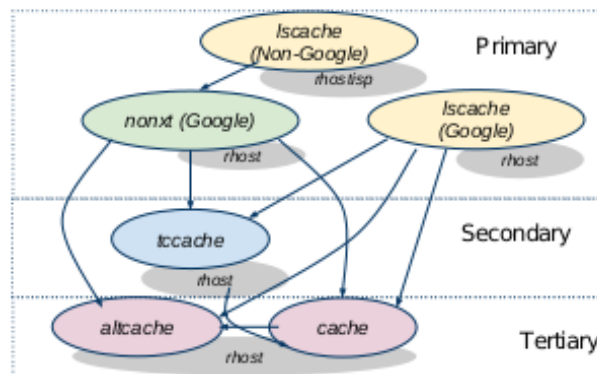 lscache
(Non-Google)
Primary
rhostisp
lscache
(Google)
nonxt (Google)
rhost
rhost
tccache
Secondary
rhost
altcache
cache
Tertiary
rhost